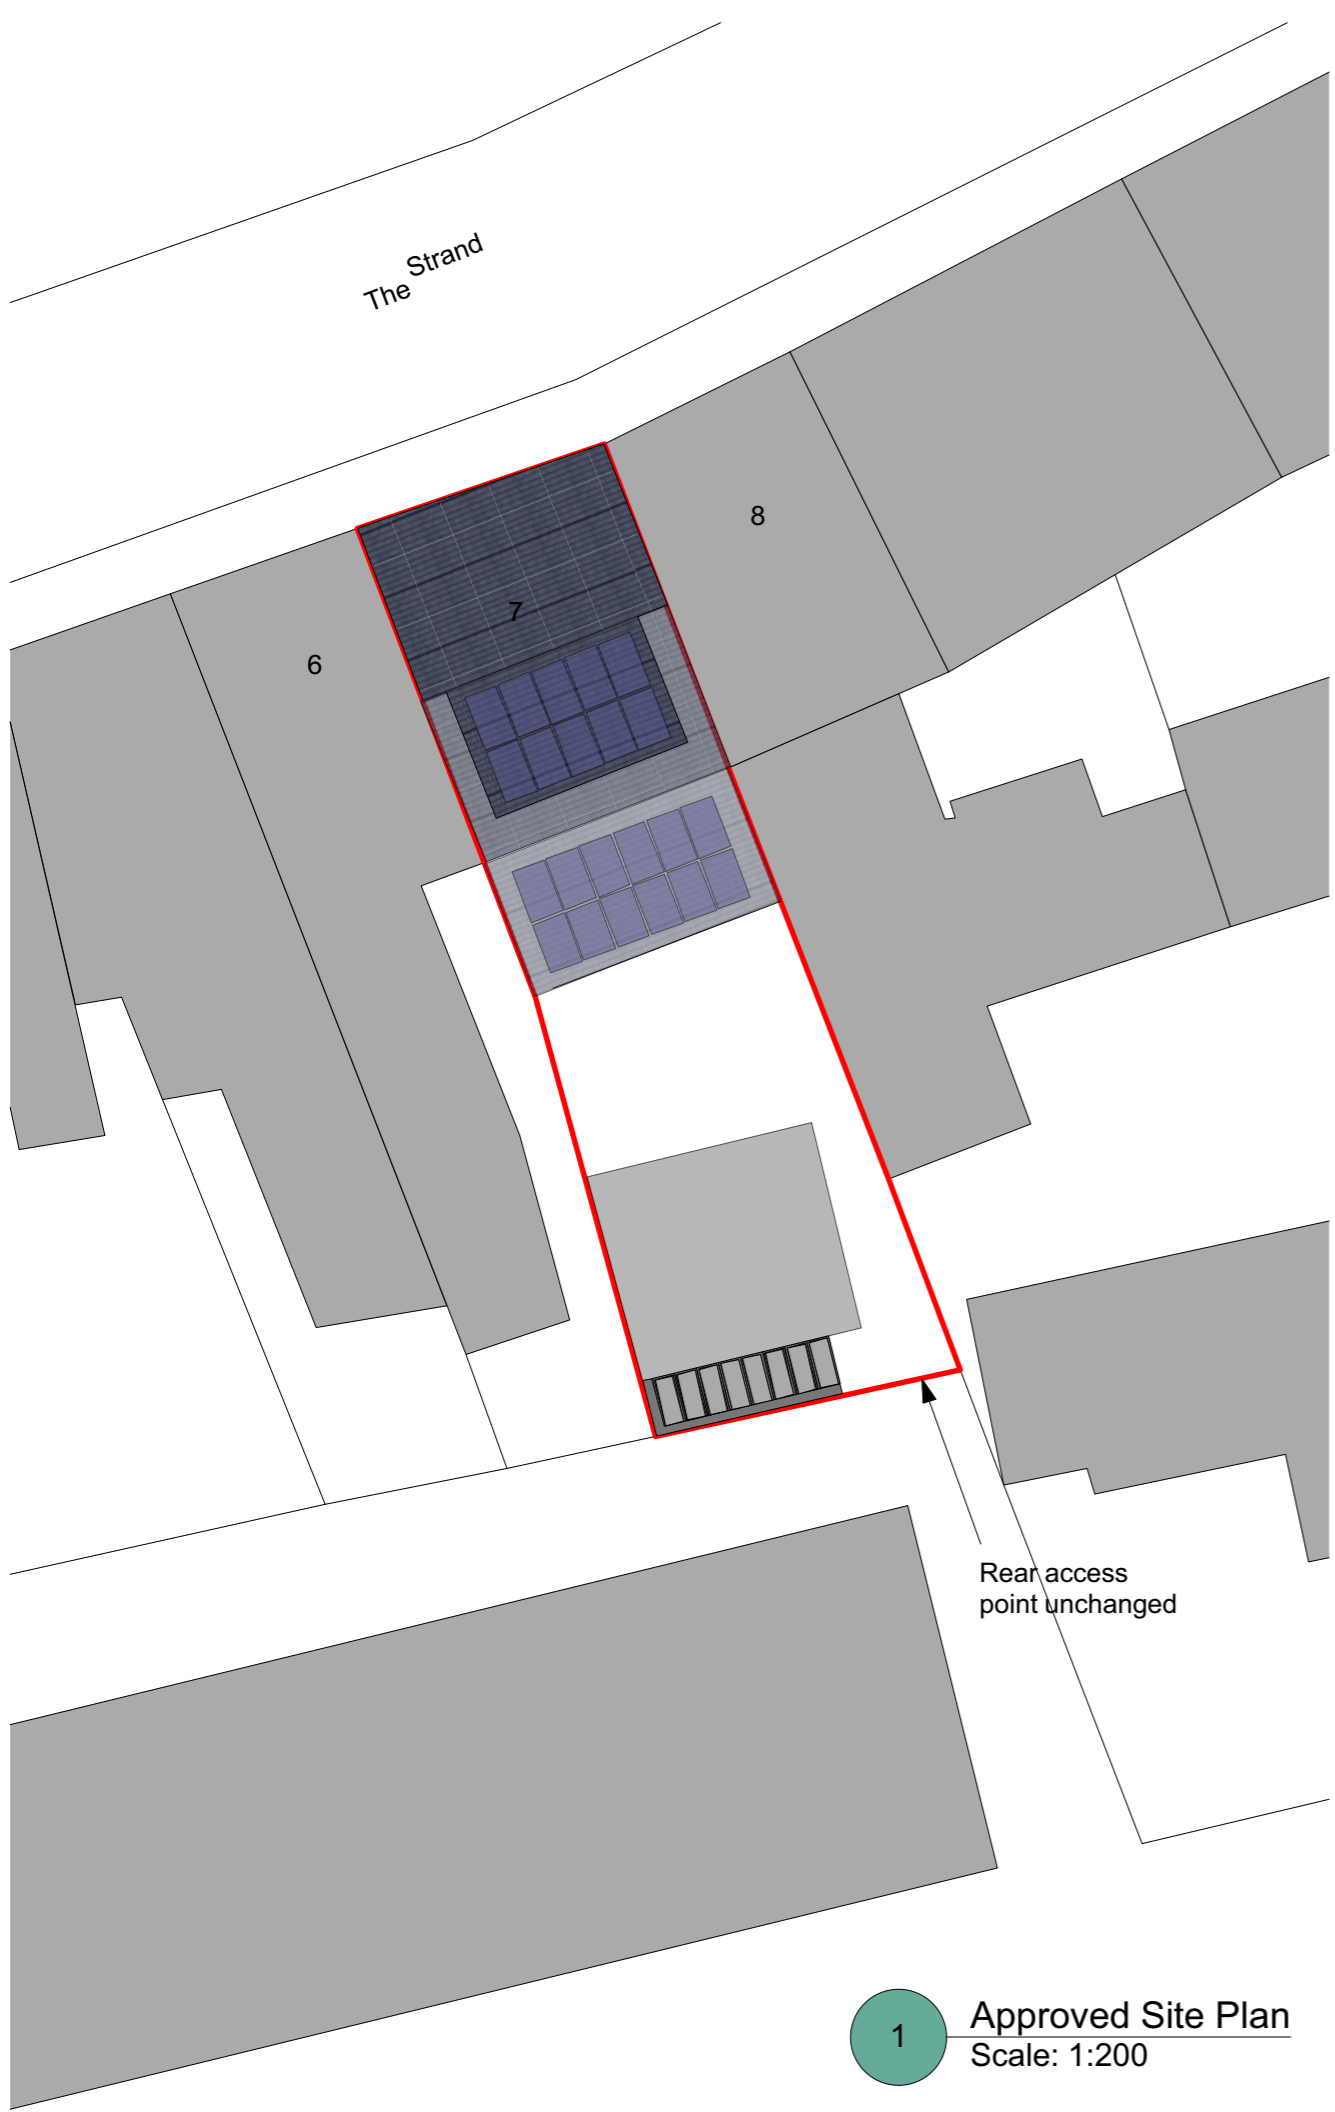 The Strand
8
7
6
Rear access
point unchanged
1
Approved Site Plan
Scale: 1:200